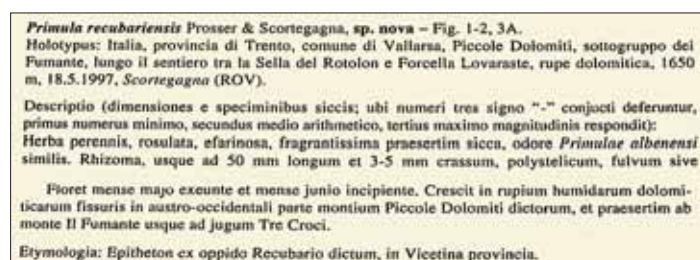 Primula recubariensis Prosser & Scortegagna, sp. nova – Fig. 1-2, 3A.
Holotypus: Italia, provincia di Trento, comune di Vallarsa, Piccole Dolomiti, sottogruppo del
Fumante, lungo il sentiero tra la Sella del Rotolon e Forcella Lovaraste, rupe dolomitica, 1650
m, 18.5.1997, Scortegagna (ROV).
Descriptio (dimensiones e speciminibus siccis; ubi numeri tres signo "-" conjucti deferuntur,
primus numerus minimo, secundus medio arithmetico, tertius maximo magnitudinis respondit):
Herba perennis, rosulata, efarinosa, fragrantissima praesertim sicca, odore Primulae albenensi
similis. Rhizoma, usque ad 50 mm longum et 3-5 mm crassum, polystelicum, fulvum sive
Floret mense majo exeunte et mense junio incipiente. Crescit in rupium humidarum dolomi-
ticarum fissuris in austro-occidentali parte montium Piccole Dolomiti dictorum, et praesertim ab
monte Il Fumante usque ad jugum Tre Croci.
Etymologia: Epitheton ex oppido Recubario dictum, in Vicetina provincia.